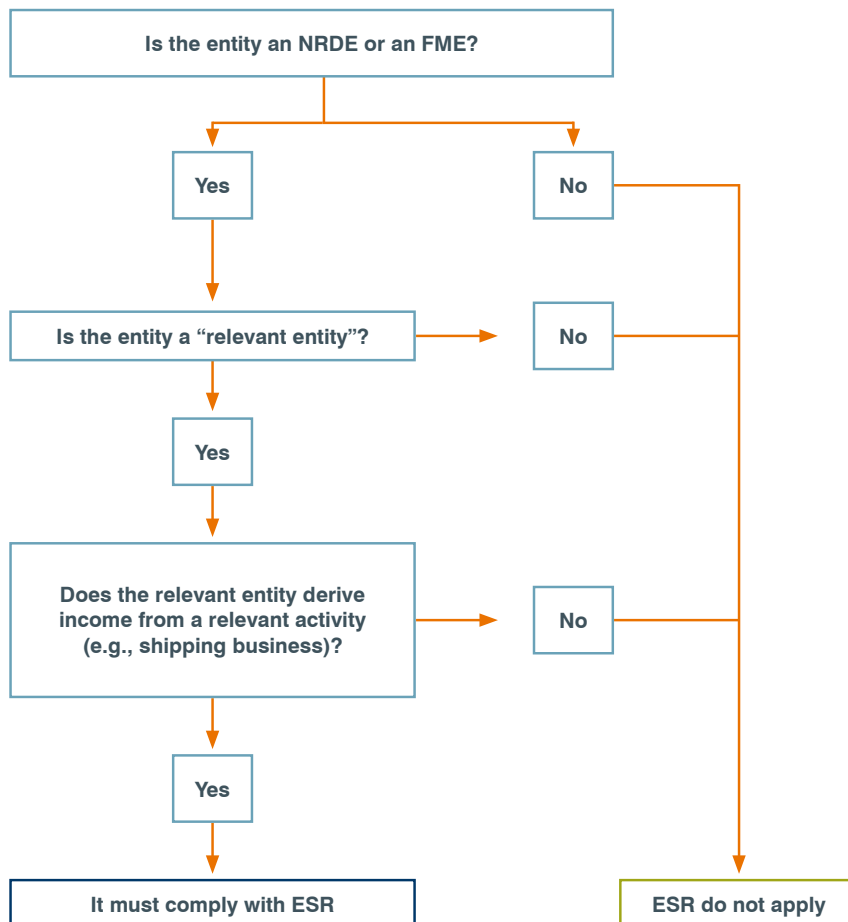 Is the entity an NRDE or an FME?
Yes
No
Is the entity a “relevant entity”?
No
Yes
Does the relevant entity derive
income from a relevant activity
(e.g., shipping business)?
No
Yes
It must comply with ESR
ESR do not apply